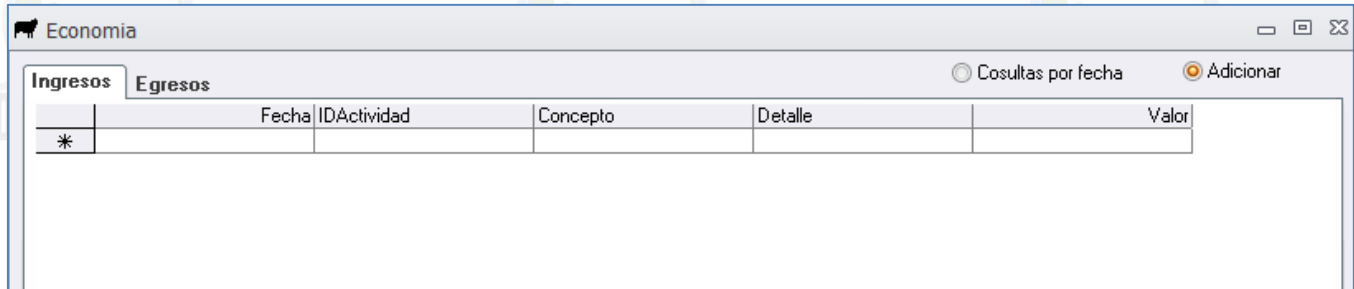 Economia
Ingresos Egresos Cosultas por fecha Adicionar
Fecha IDActividad Concepto Detalle Valor